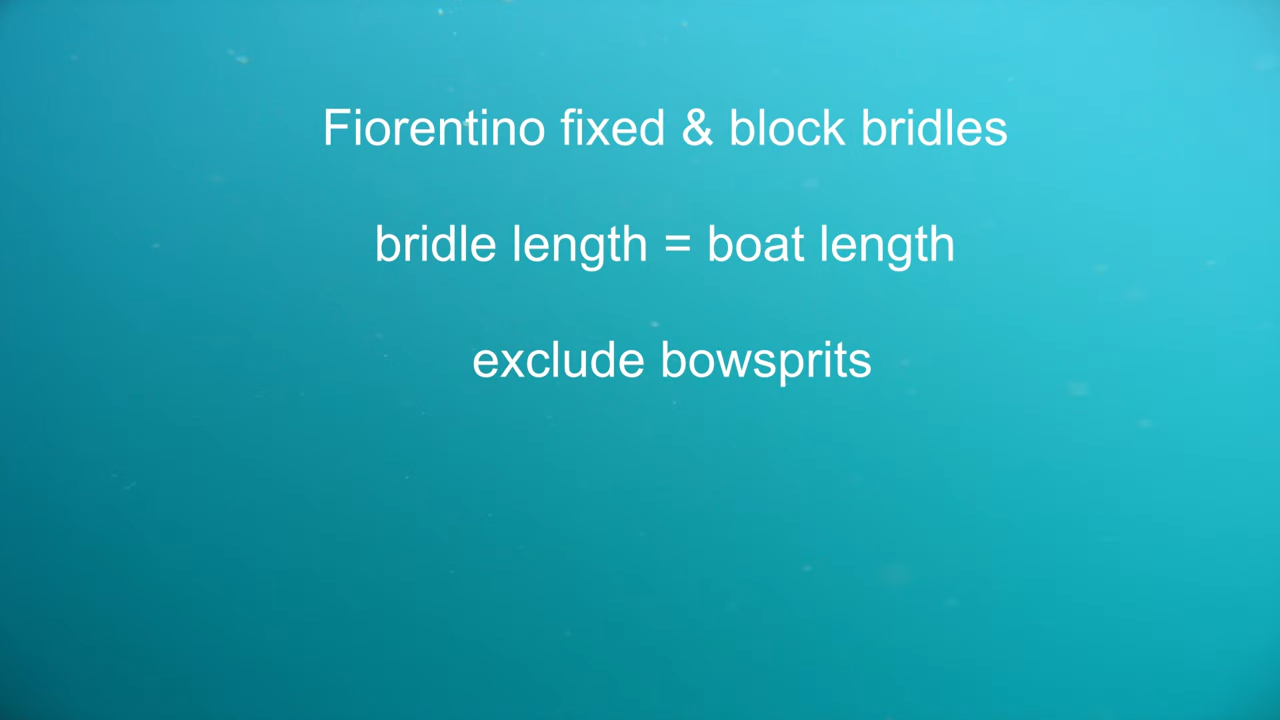 Fiorentino fixed & block bridles
bridle length = boat length
exclude bowsprits